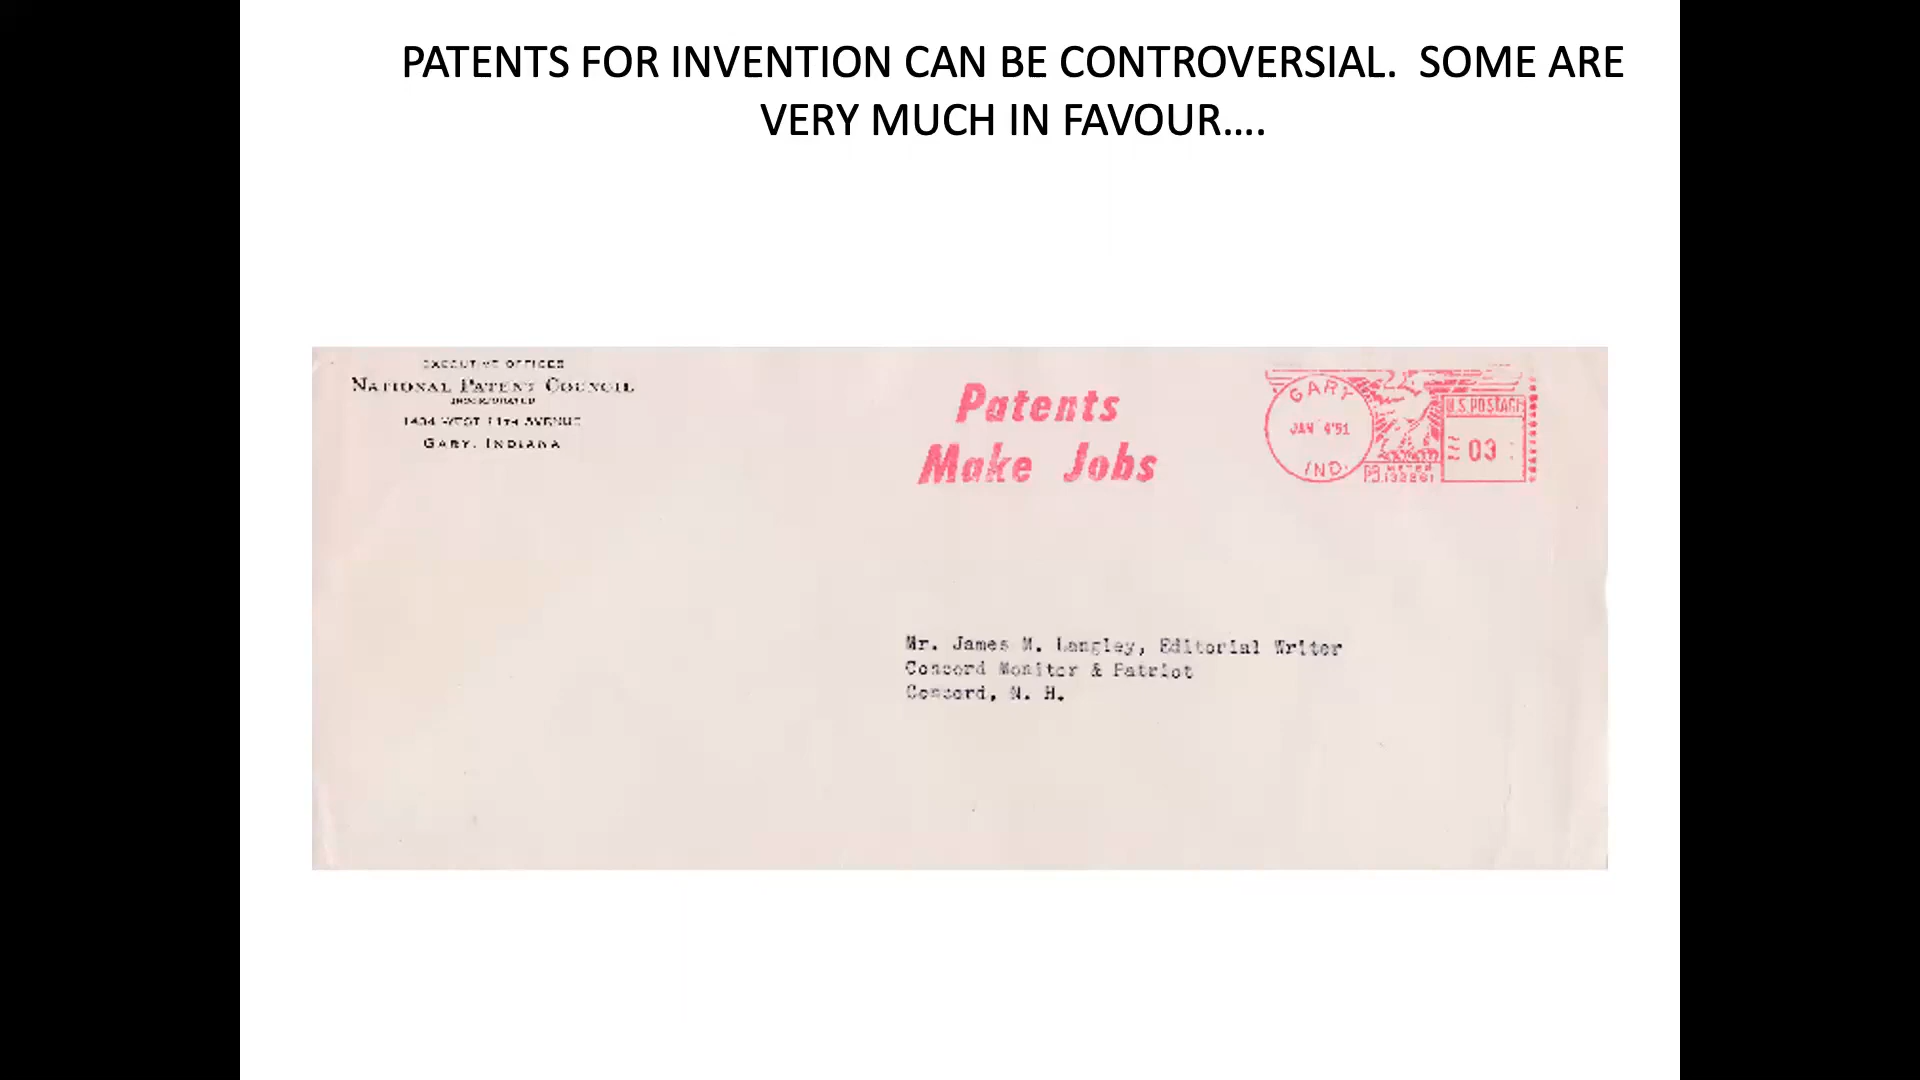 PATENTS FOR INVENTION CAN BE CONTROVERSIAL.  SOME ARE
VERY MUCH IN FAVOUR....
EXECUTIVE OFFICES
NATIONAL PATENT COUNCIL
INCORPORATED
1434 WEST 11TH AVENUE
GARY, INDIANA
Patents
Make Jobs
GARY
JAN 4'51
IND.
U.S. POSTAGE
03
P.B. METER
Mr. James M. Langley, Editorial Writer
Concord Monitor & Patriot
Concord, N. H.